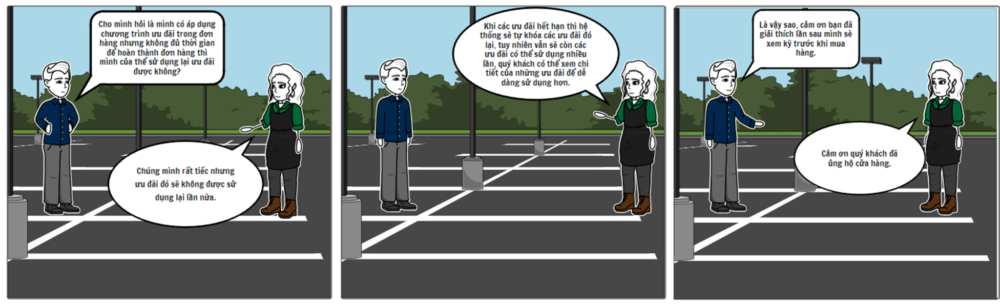 Cho mình hỏi là mình có áp dụng
chương trình ưu đãi trong đơn
hàng nhưng không đủ thời gian
để hoàn thành đơn hàng thì
mình của thể sử dụng lại ưu đãi
được không?
Chúng mình rất tiếc nhưng
ưu đãi đó sẽ không được sử
dụng lại lần nữa.
Khi các ưu đãi hết hạn thì hệ
thống sẽ tự khóa các ưu đãi đó
lại, tuy nhiên vẫn sẽ còn các
ưu đãi có thể sử dụng nhiều
lần, quý khách có thể xem chi
tiết của những ưu đãi để dễ
dàng sử dụng hơn.
Là vậy sao, cảm ơn bạn đã
giải thích lần sau mình sẽ
xem kỹ trước khi mua
hàng.
Cảm ơn quý khách đã
ủng hộ cửa hàng.